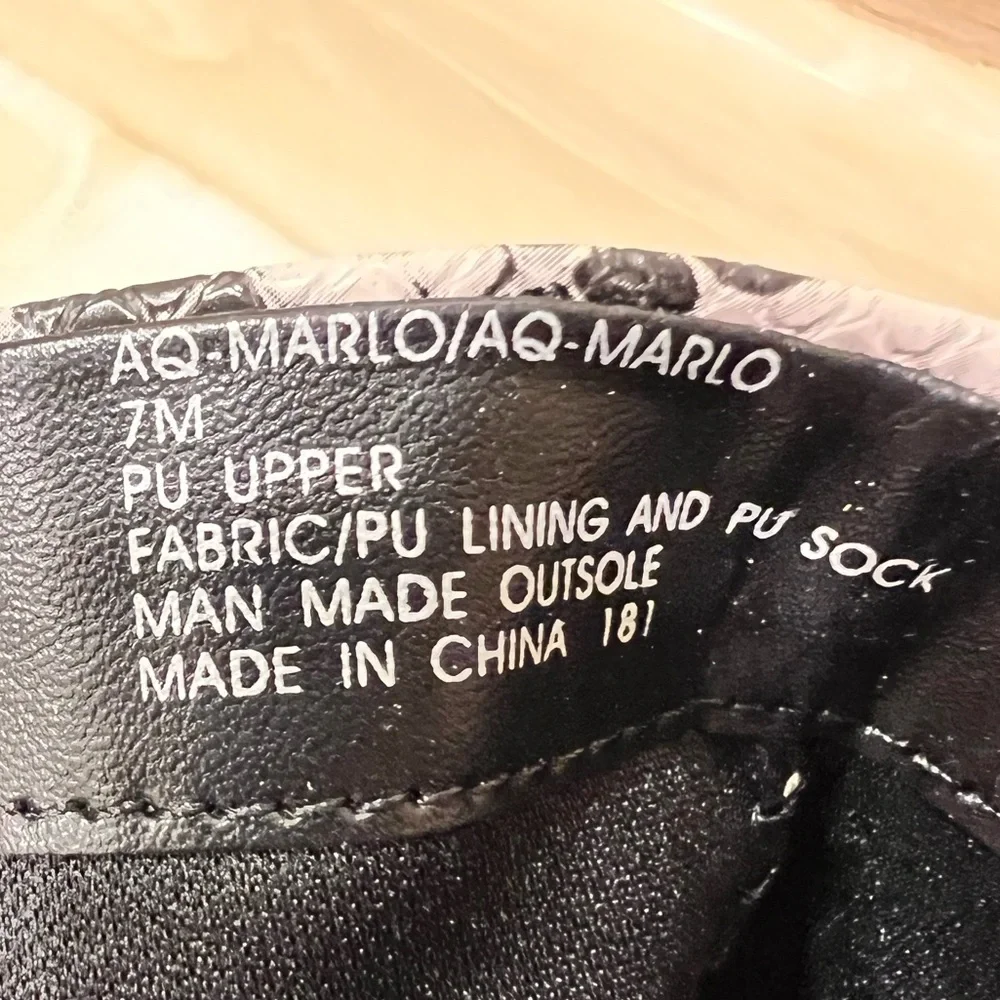 AQ-MARLO/AQ-MARLO
7M
PU UPPER
FABRIC/PU LINING AND PU SOCK
MAN MADE OUTSOLE
MADE IN CHINA 181